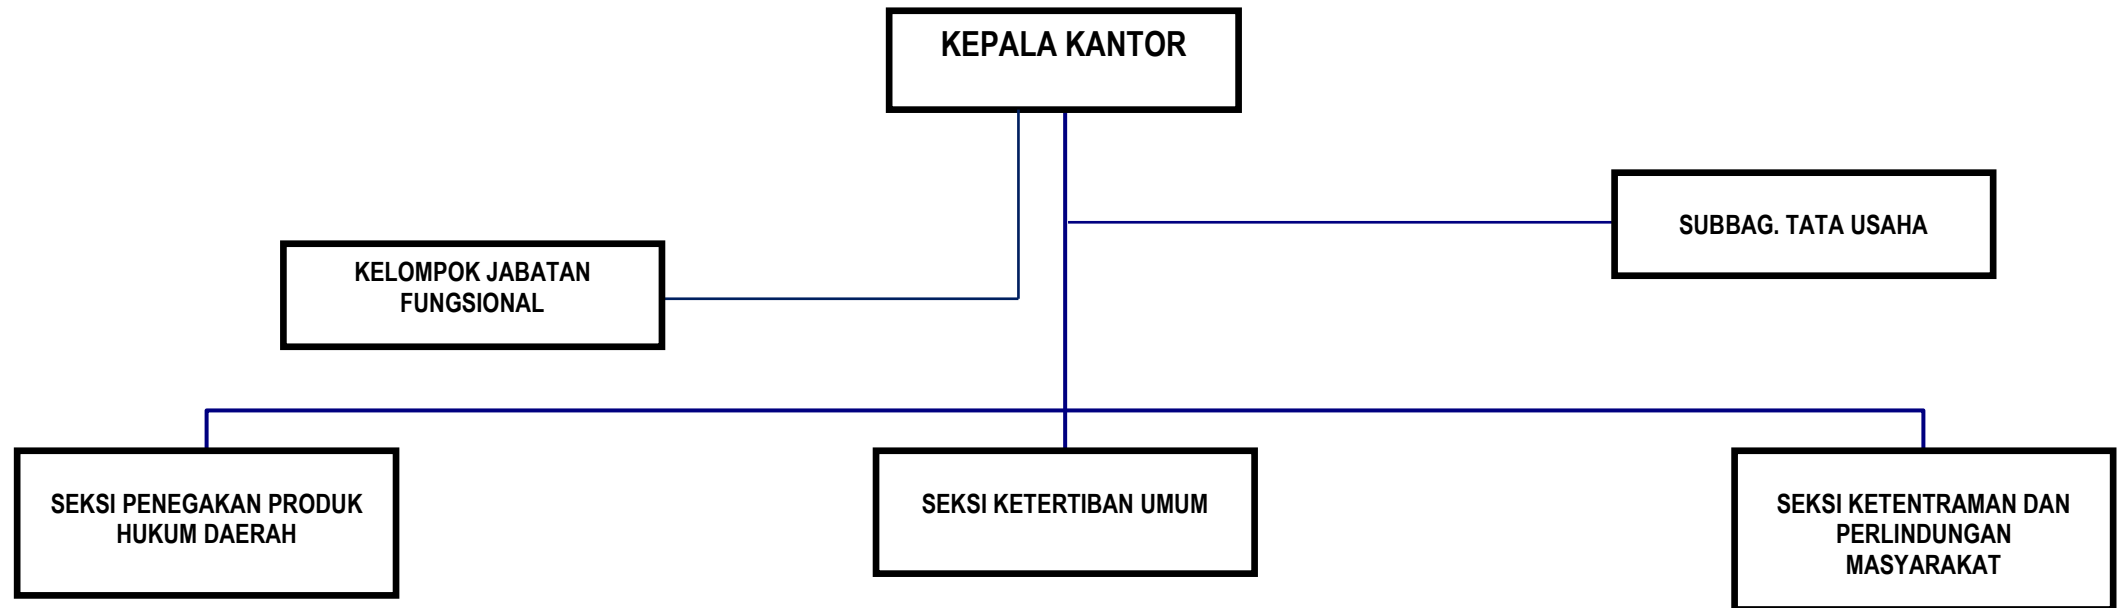 KEPALA KANTOR
SUBBAG. TATA USAHA
KELOMPOK JABATAN
FUNGSIONAL
SEKSI PENEGAKAN PRODUK
HUKUM DAERAH
SEKSI KETERTIBAN UMUM
SEKSI KETENTRAMAN DAN
PERLINDUNGAN
MASYARAKAT